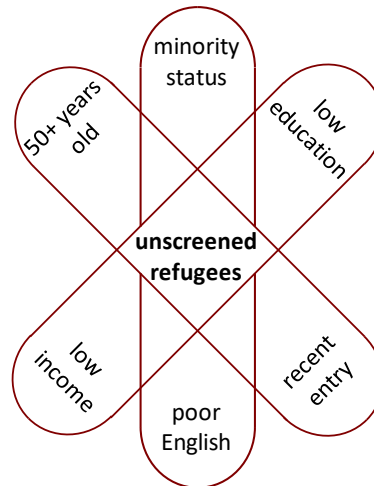 minority
status
50+ years
old
low
education
unscreened
refugees
low
income
recent
entry
poor
English